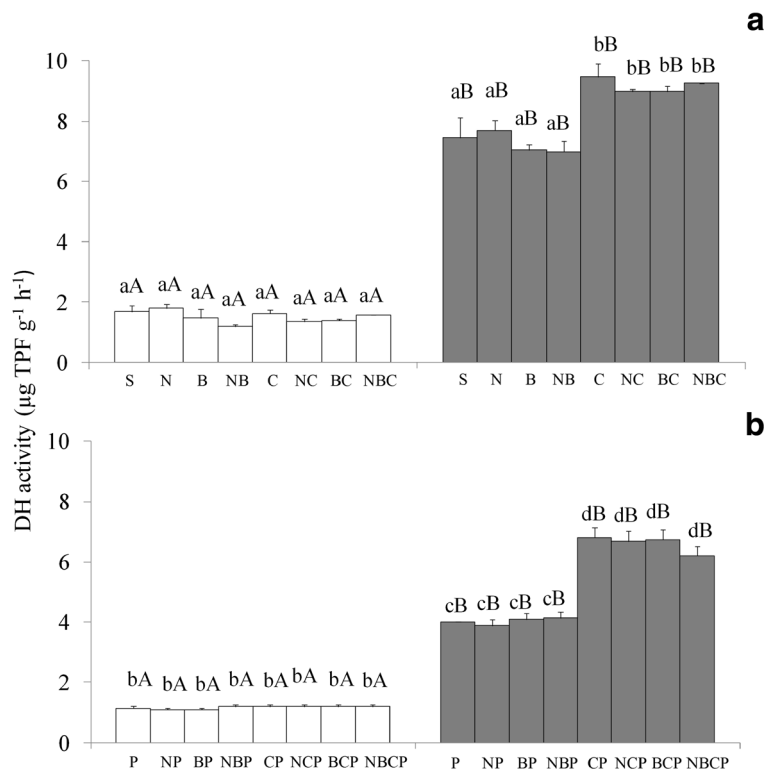 a
10
8
6
4
2
0
aA aA aA aA aA aA aA aA
aB aB aB aB bB bB bB bB
S N B NB C NC BC NBC
S N B NB C NC BC NBC
DH activity (µg TPF g-1 h-1)
b
10
8
6
4
2
0
bA bA bA bA bA bA bA bA
cB cB cB cB dB dB dB dB
P NP BP NBP CP NCP BCP NBCP
P NP BP NBP CP NCP BCP NBCP